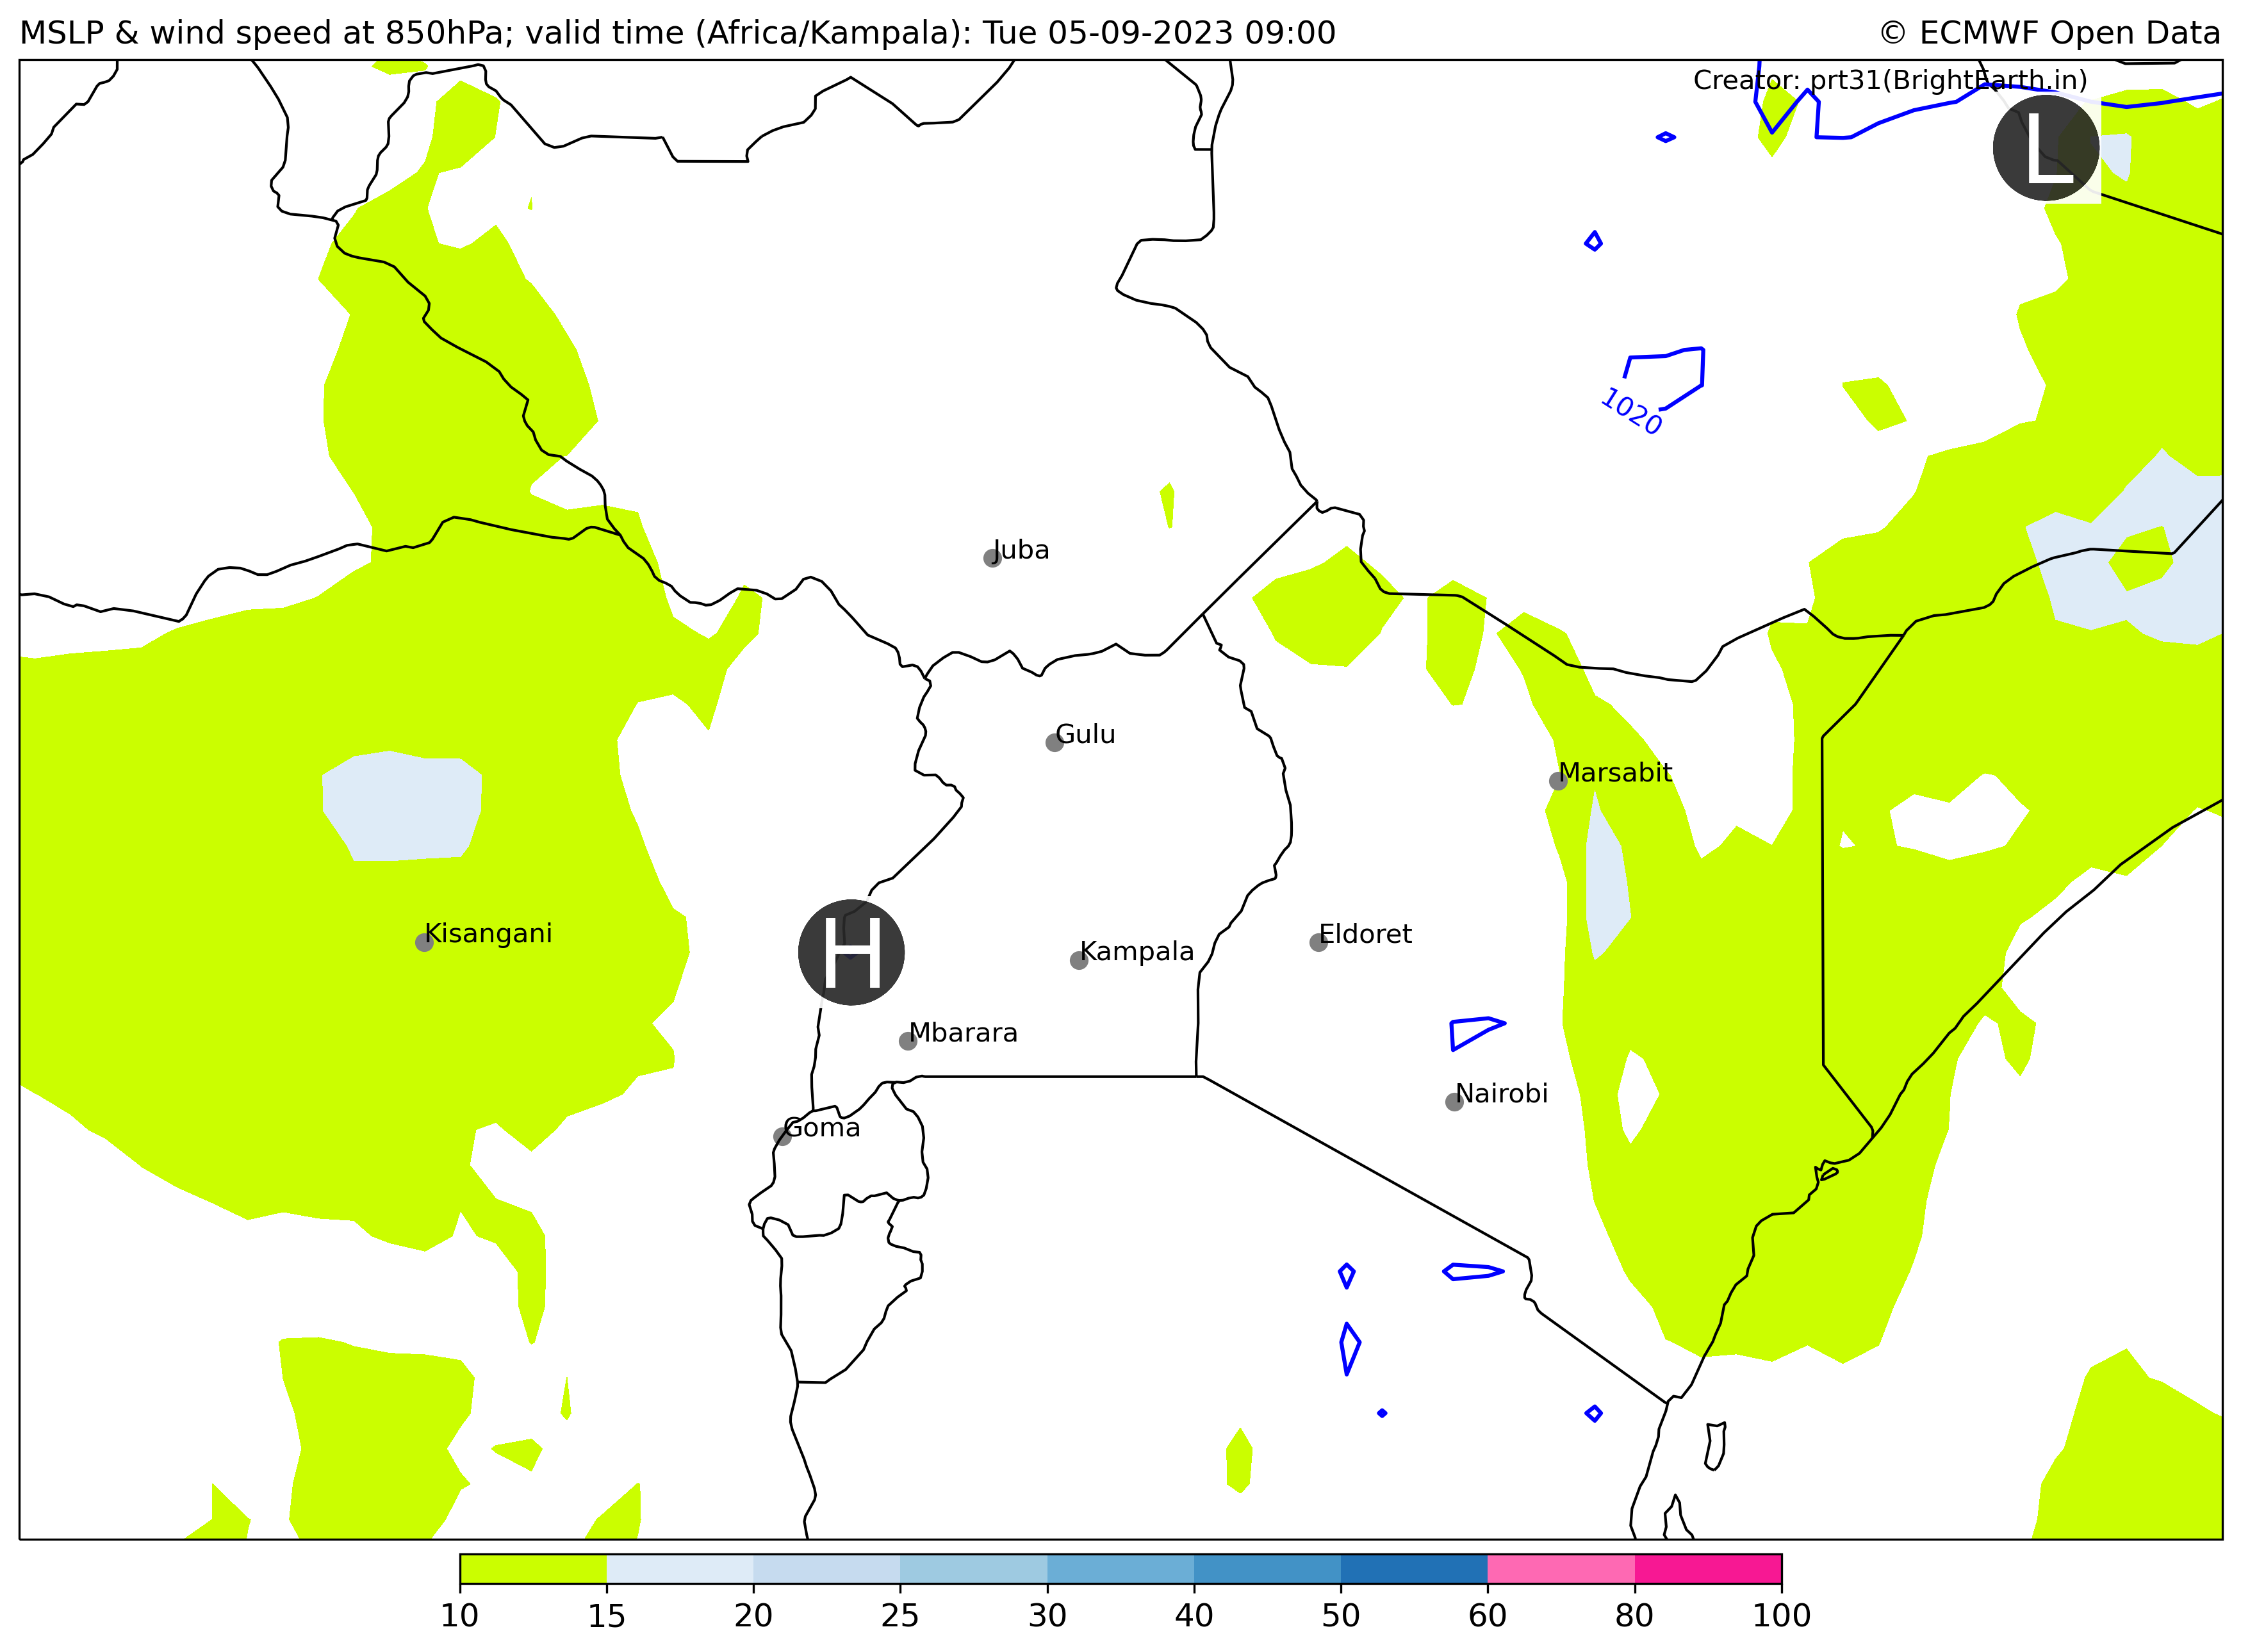 MSLP & wind speed at 850hPa; valid time (Africa/Kampala): Tue 05-09-2023 09:00
© ECMWF Open Data
Creator: prt31(BrightEarth.in)
L
1020
Juba
Gulu
Marsabit
Kisangani
H
Kampala
Eldoret
Mbarara
Nairobi
Goma
10 15 20 25 30 40 50 60 80 100